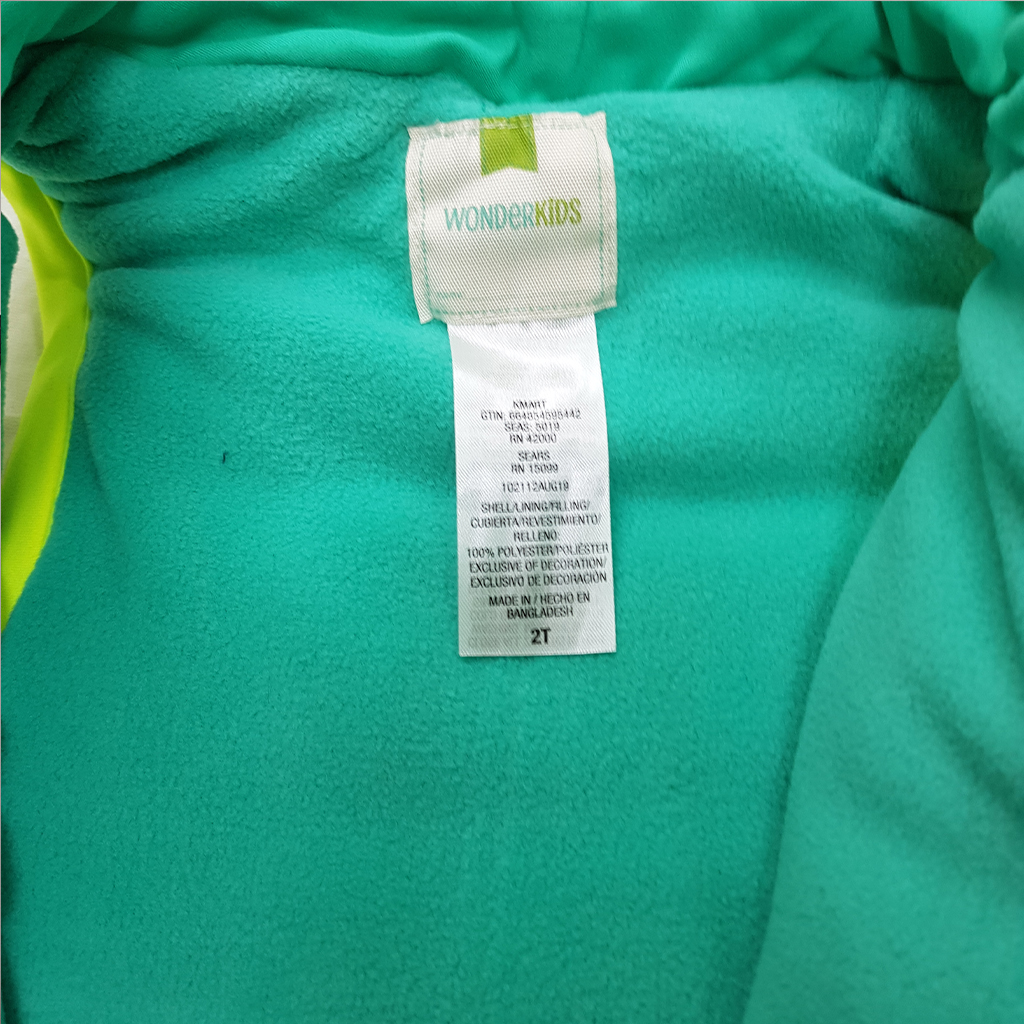 WONDERKIDS
KMART
GTIN: 664554595442
SEAS: 5019
RN 42000
SEARS
RN 15099
102112AUG19
SHELL/LINING/FILLING/
CUBIERTA/REVESTIMIENTO/
RELLENO:
100% POLYESTER/POLIÉSTER
EXCLUSIVE OF DECORATION/
EXCLUSIVO DE DECORACIÓN
MADE IN / HECHO EN
BANGLADESH
2T